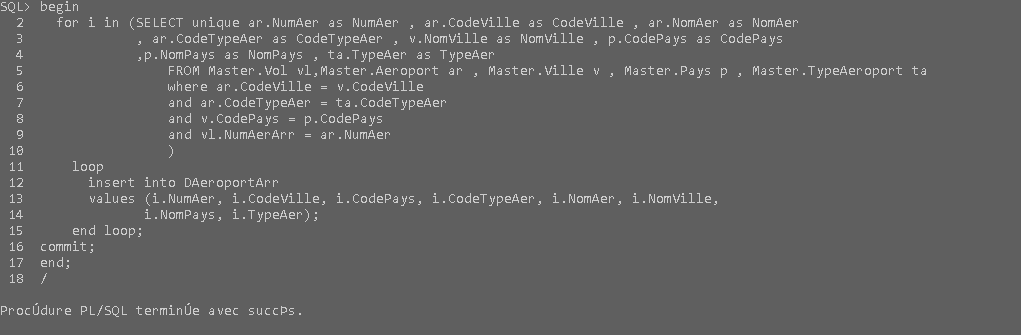 SQL> begin
2 for i in (SELECT unique ar.NumAer as NumAer , ar.CodeVille as CodeVille , ar.NomAer as NomAer
3 , ar.CodeTypeAer as CodeTypeAer , v.NomVille as NomVille , p.CodePays as CodePays
4 ,p.NomPays as NomPays , ta.TypeAer as TypeAer
5 FROM Master.Vol vl,Master.Aeroport ar , Master.Ville v , Master.Pays p , Master.TypeAeroport ta
6 where ar.CodeVille = v.CodeVille
7 and ar.CodeTypeAer = ta.CodeTypeAer
8 and v.CodePays = p.CodePays
9 and vl.NumAerArr = ar.NumAer
10 )
11 loop
12 insert into DAeroportArr
13 values (i.NumAer, i.CodeVille, i.CodePays, i.CodeTypeAer, i.NomAer, i.NomVille,
14 i.NomPays, i.TypeAer);
15 end loop;
16 commit;
17 end;
18 /
ProcÚdure PL/SQL terminÚe avec succÞs.